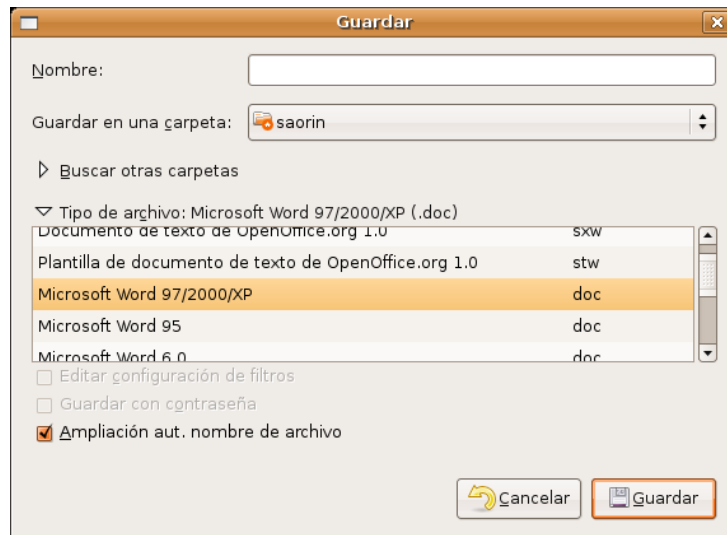 Guardar
Nombre:
Guardar en una carpeta: saorin
Buscar otras carpetas
Tipo de archivo: Microsoft Word 97/2000/XP (.doc)
Documento de texto de OpenOffice.org 1.0 sxw
Plantilla de documento de texto de OpenOffice.org 1.0 stw
Microsoft Word 97/2000/XP doc
Microsoft Word 95 doc
Microsoft Word 6.0 doc
Editar configuración de filtros
Guardar con contraseña
Ampliación aut. nombre de archivo
Cancelar Guardar